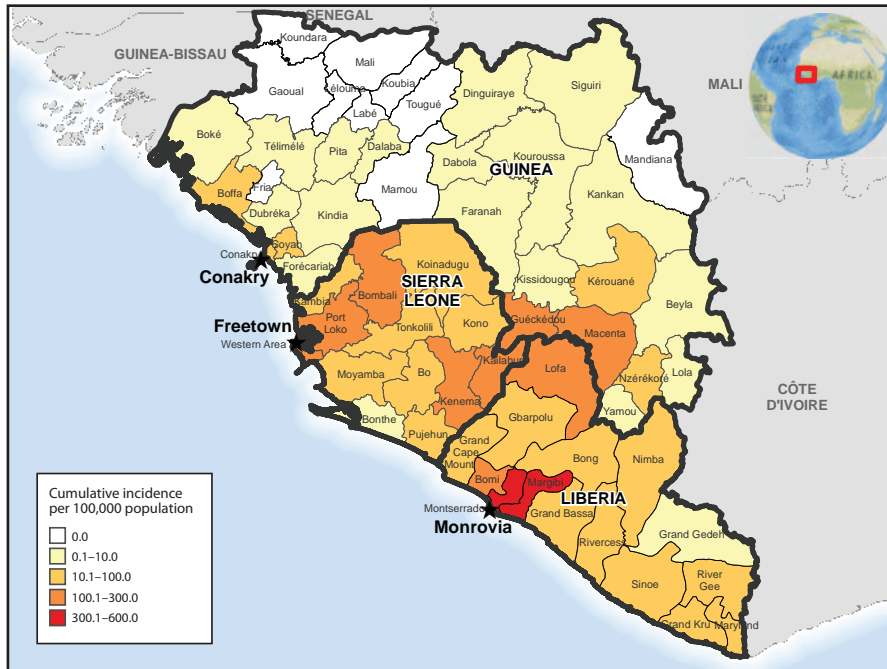 SENEGAL
GUINEA-BISSAU
MALI
AFRICA
Koundara
Mali
Koubia
Lélouma
Gaoual
Labé
Tougué
Dinguiraye
Siguiri
Boké
Télimélé
Pita
Dalaba
Dabola
Kouroussa
Mandiana
GUINEA
Boffa
Fria
Mamou
Kankan
Dubréka
Kindia
Faranah
Coyah
Conakry
Conakry
Forécariah
Koinadugu
Kissidougou
Kérouané
Beyla
SIERRA
LEONE
Kambia
Bombali
Port
Loko
Guéckédou
Macenta
Freetown
Western Area
Tonkolili
Kono
Kailahun
Lofa
Nzérékoré
Lola
Moyamba
Bo
Kenema
Yamou
CÔTE
D'IVOIRE
Bonthe
Pujehun
Gbarpolu
Grand
Cape
Mount
Bong
Nimba
Bomi
Margibi
LIBERIA
Montserrado
Monrovia
Grand Bassa
Grand Gedeh
Rivercess
Sinoe
River
Gee
Grand Kru
Maryland
Cumulative incidence
per 100,000 population
0.0
0.1–10.0
10.1–100.0
100.1–300.0
300.1–600.0